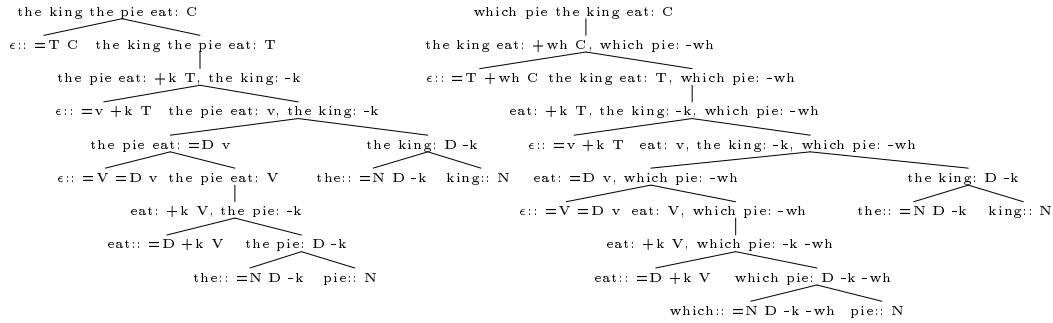 the king the pie eat: C which pie the king eat: C
ϵ:: =T C the king the pie eat: T the king eat: +wh C, which pie: -wh
the pie eat: +k T, the king: -k ϵ:: =T +wh C the king eat: T, which pie: -wh
ϵ:: =v +k T the pie eat: v, the king: -k eat: +k T, the king: -k, which pie: -wh
the pie eat: =D v the king: D -k ϵ:: =v +k T eat: v, the king: -k, which pie: -wh
ϵ:: =V =D v the pie eat: V the:: =N D -k king:: N eat: =D v, which pie: -wh the king: D -k
eat: +k V, the pie: -k ϵ:: =V =D v eat: V, which pie: -wh the:: =N D -k king:: N
eat:: =D +k V the pie: D -k eat: +k V, which pie: -k -wh
the:: =N D -k pie:: N eat:: =D +k V which pie: D -k -wh
which:: =N D -k -wh pie:: N